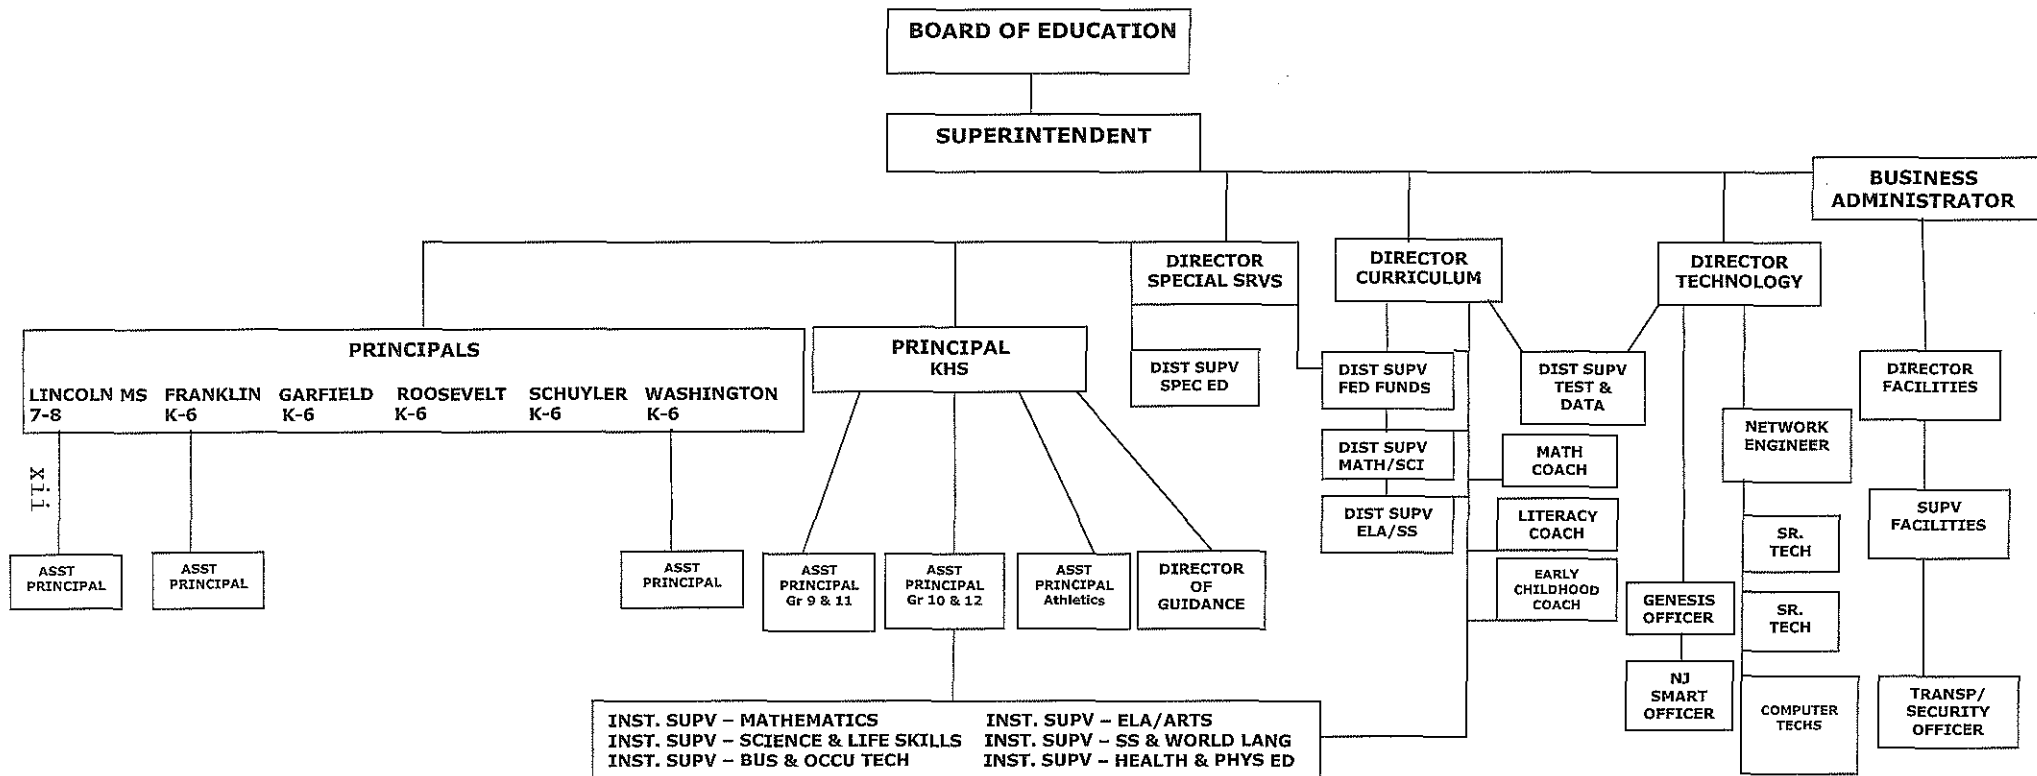 BOARD OF EDUCATION
SUPERINTENDENT
BUSINESS
ADMINISTRATOR
DIRECTOR
SPECIAL SRVS
DIRECTOR
CURRICULUM
DIRECTOR
TECHNOLOGY
PRINCIPALS
LINCOLN MS FRANKLIN GARFIELD ROOSEVELT SCHUYLER WASHINGTON
7-8 K-6 K-6 K-6 K-6 K-6
PRINCIPAL
KHS
DIST SUPV
SPEC ED
DIST SUPV
FED FUNDS
DIST SUPV
TEST &
DATA
DIRECTOR
FACILITIES
DIST SUPV
MATH/SCI
MATH
COACH
NETWORK
ENGINEER
DIST SUPV
ELA/SS
LITERACY
COACH
SUPV
FACILITIES
xii
ASST
PRINCIPAL
ASST
PRINCIPAL
ASST
PRINCIPAL
ASST
PRINCIPAL
Gr 9 & 11
ASST
PRINCIPAL
Gr 10 & 12
ASST
PRINCIPAL
Athletics
DIRECTOR
OF
GUIDANCE
EARLY
CHILDHOOD
COACH
GENESIS
OFFICER
SR.
TECH
SR.
TECH
NJ
SMART
OFFICER
COMPUTER
TECHS
TRANSP/
SECURITY
OFFICER
INST. SUPV – MATHEMATICS INST. SUPV – ELA/ARTS
INST. SUPV – SCIENCE & LIFE SKILLS INST. SUPV – SS & WORLD LANG
INST. SUPV – BUS & OCCU TECH INST. SUPV – HEALTH & PHYS ED